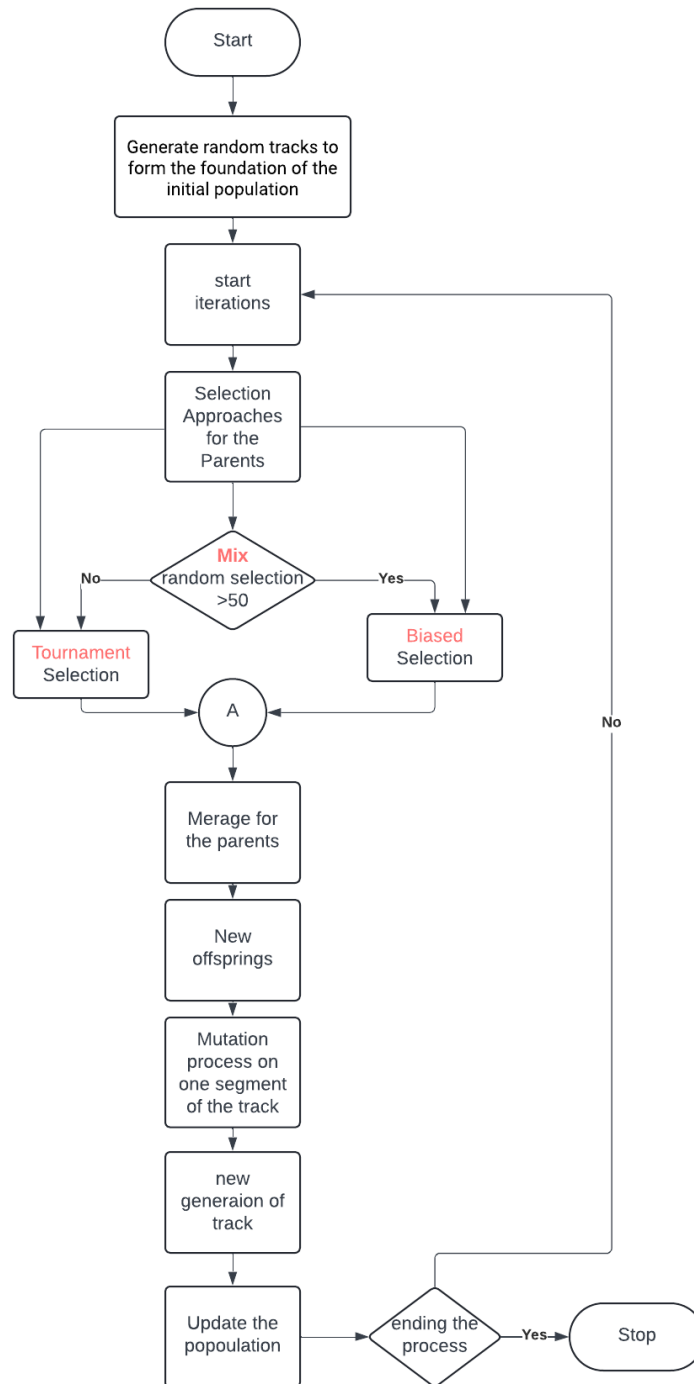 Start
Generate random tracks to
form the foundation of the
initial population
start
iterations
Selection
Approaches
for the
Parents
Mix
random selection
>50
No
Yes
Tournament
Selection
Biased
Selection
A
No
Merage for
the parents
New
offsprings
Mutation
process on
one segment
of the track
new
generaion of
track
Update the
popoulation
ending the
process
Yes
Stop